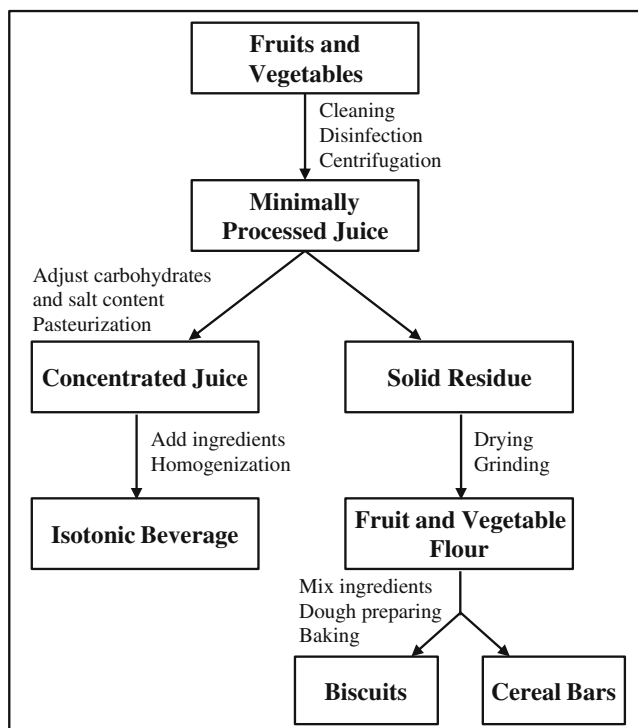 Fruits and
Vegetables
Cleaning
Disinfection
Centrifugation
Minimally
Processed Juice
Adjust carbohydrates
and salt content
Pasteurization
Concentrated Juice
Solid Residue
Add ingredients
Homogenization
Drying
Grinding
Isotonic Beverage
Fruit and Vegetable
Flour
Mix ingredients
Dough preparing
Baking
Biscuits
Cereal Bars